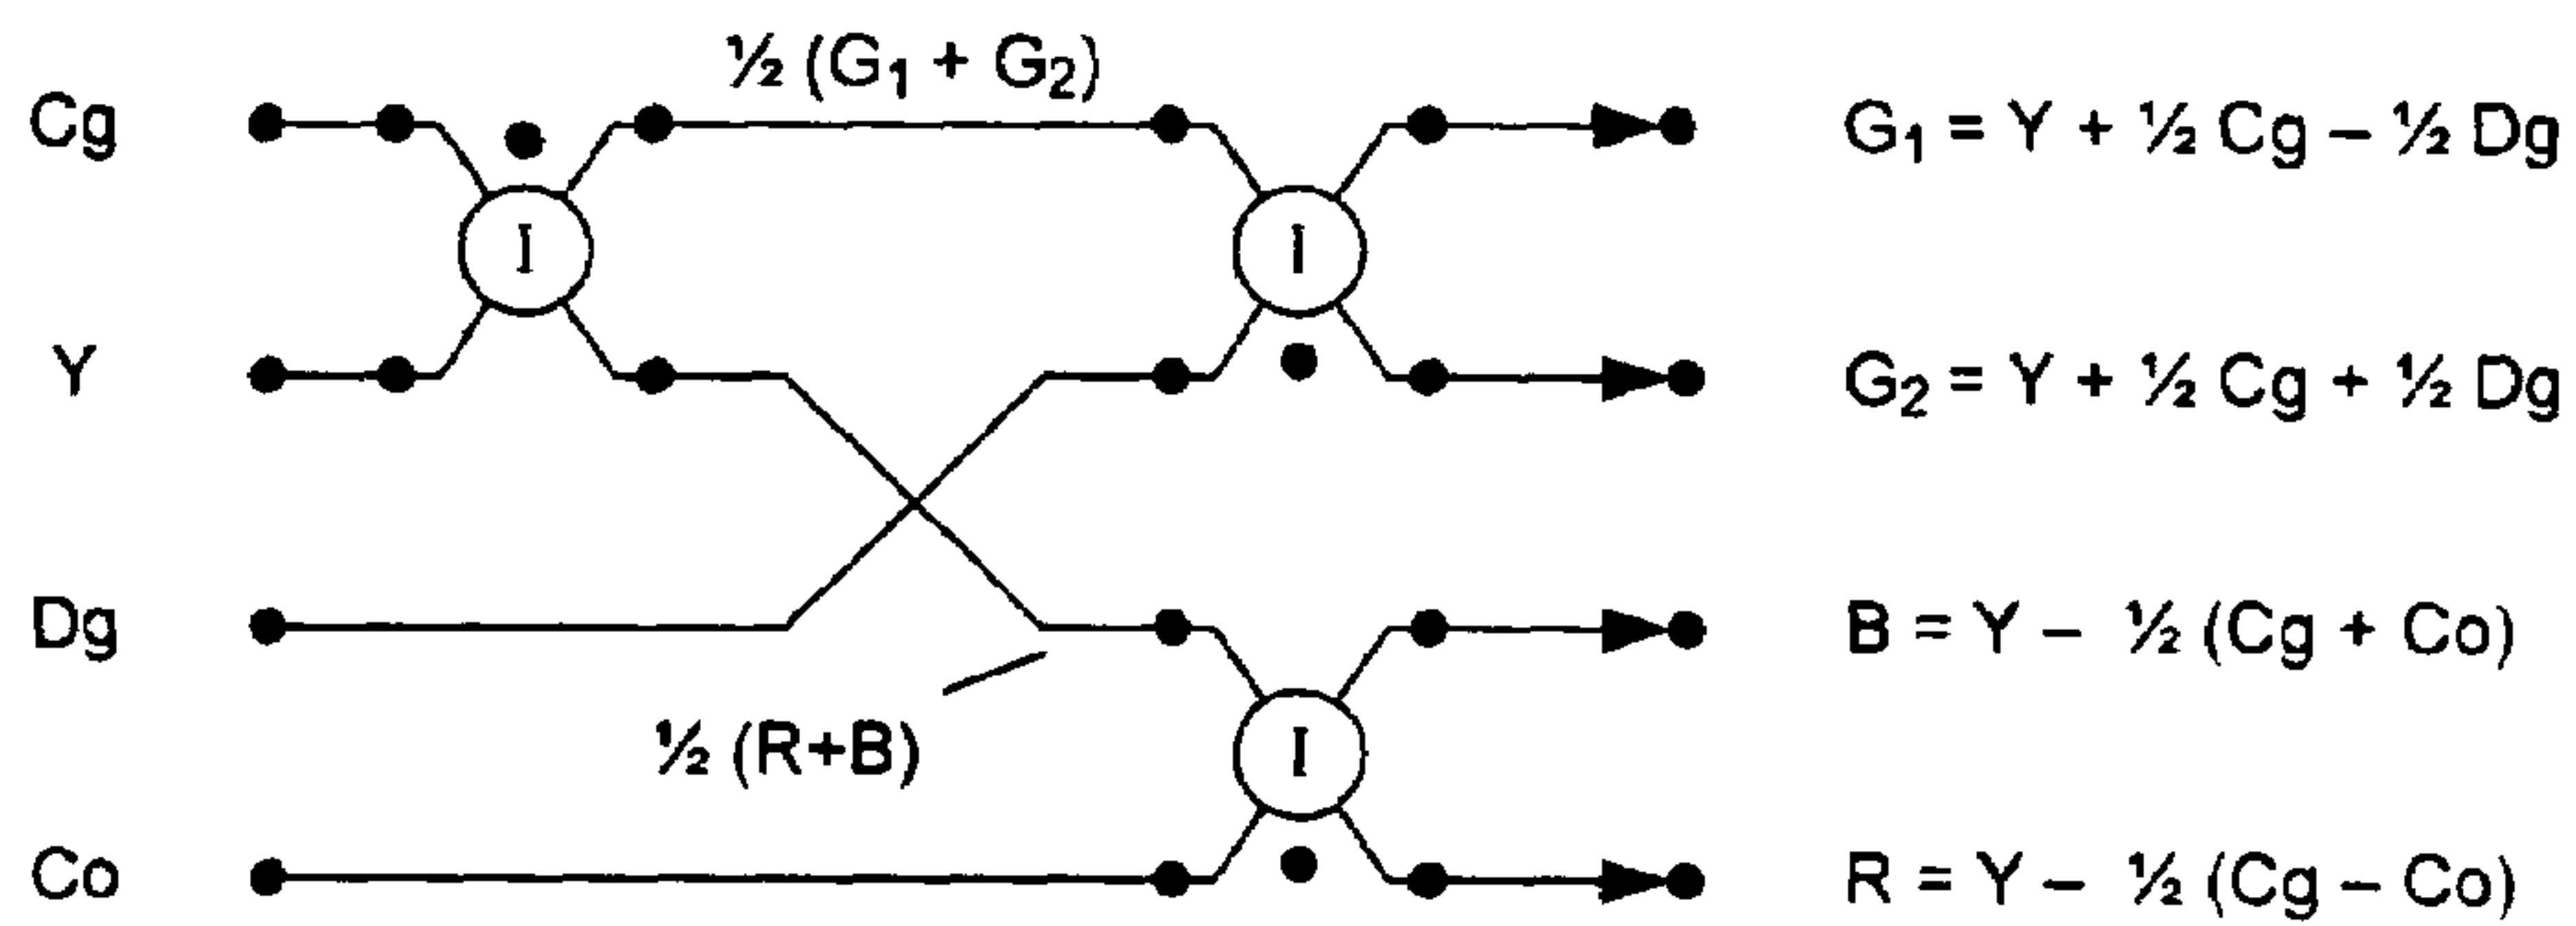 ½ (G₁ + G₂)
Cg
G₁ = Y + ½ Cg – ½ Dg
I
I
Y
G₂ = Y + ½ Cg + ½ Dg
Dg
B = Y – ½ (Cg + Co)
½ (R+B)
I
Co
R = Y – ½ (Cg – Co)